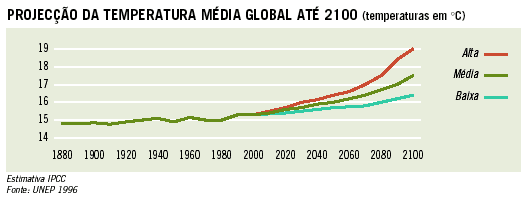 PROJECÇÃO DA TEMPERATURA MÉDIA GLOBAL ATÉ 2100 (temperaturas em °C)
19
18
17
16
15
14
1880 1900 1920 1940 1960 1980 2000 2020 2040 2060 2080 2100
Alta
Média
Baixa
Estimativa IPCC
Fonte: UNEP 1996